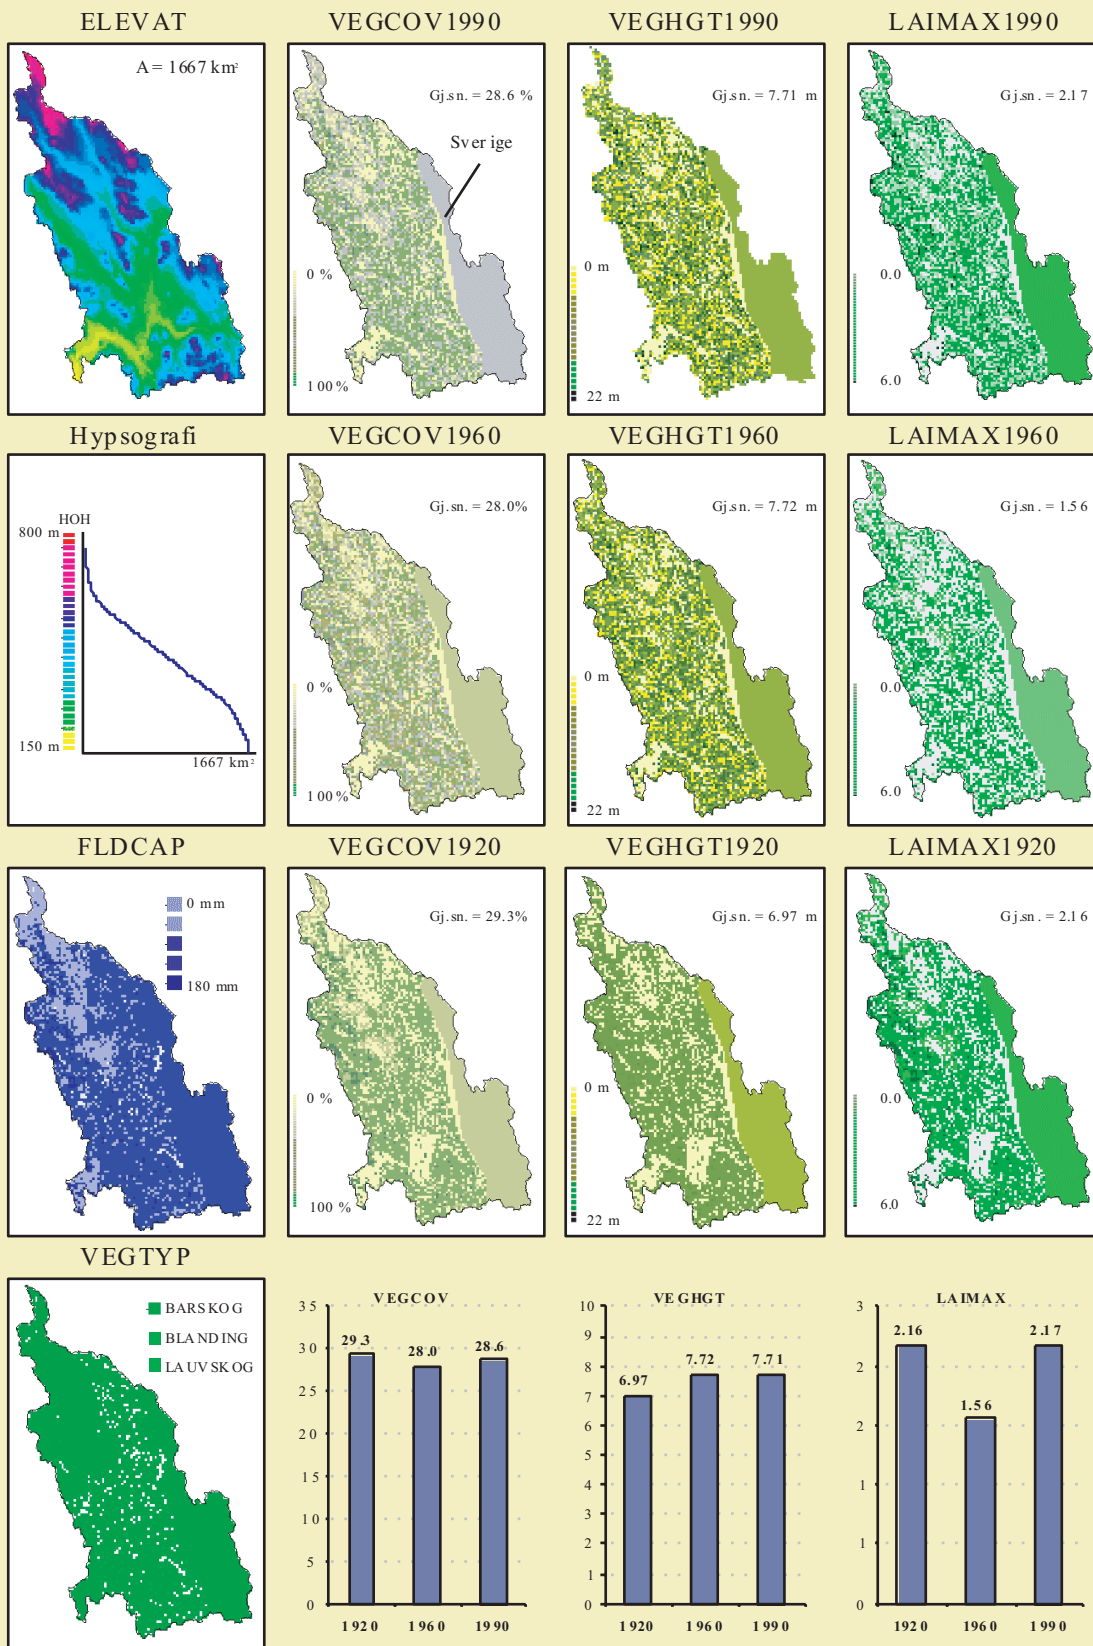 ELEVAT
VEGCOV1990
VEGHGT1990
LAIMAX1990
A= 1667 km²
Gj.sn. = 28.6 %
Sverige
0 %
100 %
Gj.sn. = 7.71 m
0 m
22 m
Gj.sn. = 2.17
0.0
6.0
Hypsografi
VEGCOV1960
VEGHGT1960
LAIMAX1960
HOH
800 m
150 m
1667 km²
Gj.sn. = 28.0%
0 %
100 %
Gj.sn. = 7.72 m
0 m
22 m
Gj.sn. = 1.56
0.0
6.0
FLDCAP
VEGCOV1920
VEGHGT1920
LAIMAX1920
0 mm
180 mm
Gj.sn. = 29.3%
0 %
100 %
Gj.sn. = 6.97 m
0 m
22 m
Gj.sn. = 2.16
0.0
6.0
VEGTYP
BARSKOG
BLANDING
LAUVSKOG
VEGCOV
35
30
25
20
15
10
5
0
29.3
28.0
28.6
1920 1960 1990
VEGHGT
10
9
8
7
6
5
4
3
2
1
0
6.97
7.72
7.71
1920 1960 1990
LAIMAX
3
2
2
1
1
0
2.16
1.56
2.17
1920 1960 1990